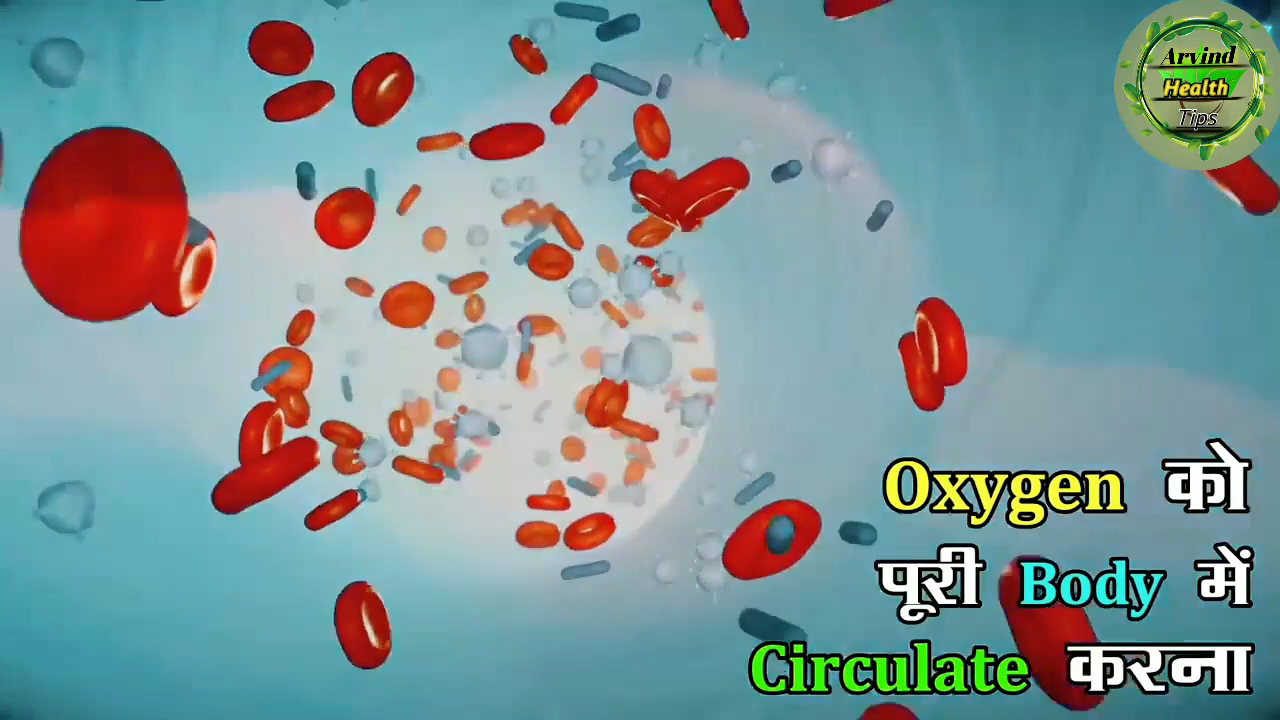 Arvind
Health
Tips
Oxygen को
पूरी Body में
Circulate करना